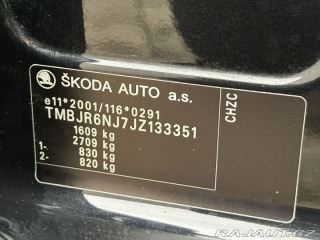 ŠKODA AUTO a.s.
e11*2001/116*0291
TMBJR6NJ7JZ133351
1609 kg
2709 kg
1- 830 kg
2- 820 kg
CHZC
RAJAUT.CZ